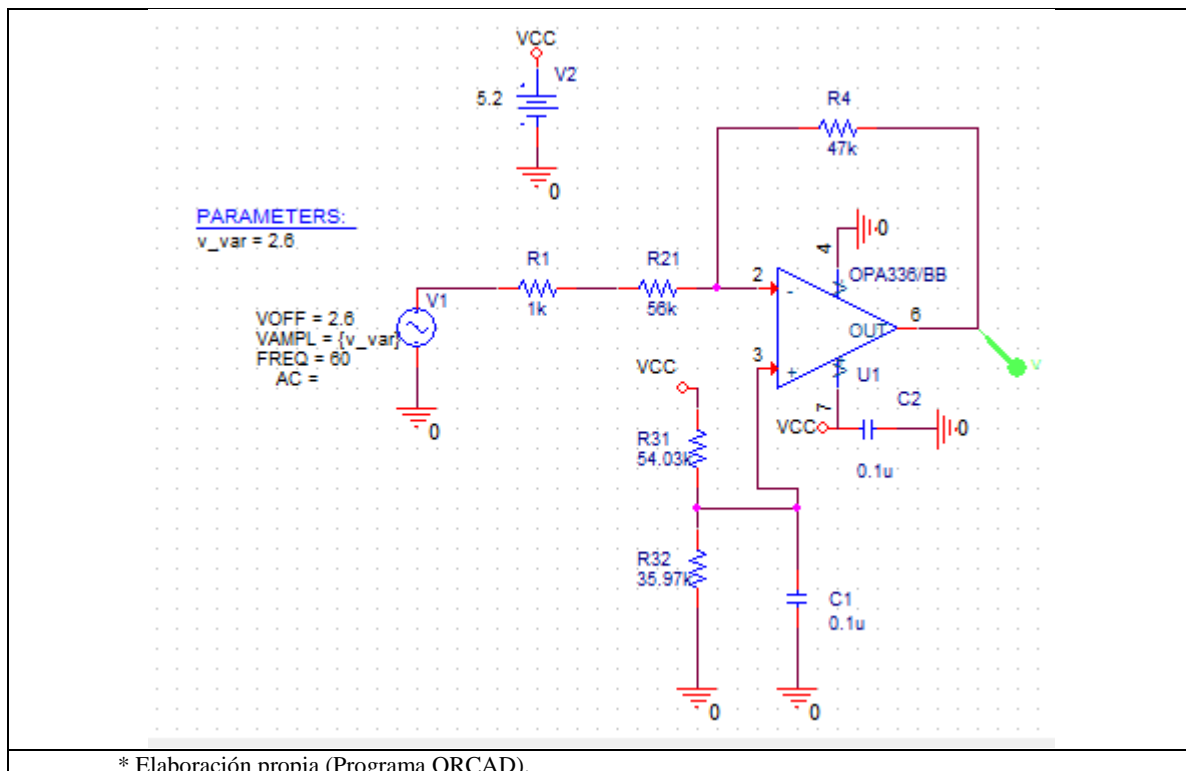 VCC
V2
5.2
0
R4
47k
PARAMETERS:
v_var = 2.6
R1
1k
R21
56k
2
-
4
0
OPA336/BB
V1
VOFF = 2.6
VAMPL = {v_var}
FREQ = 60
AC =
0
OUT
6
3
+
U1
V
VCC
7
VCC
C2
0
0.1u
R31
54.03k
R32
35.97k
C1
0.1u
0
0
* Elaboración propia (Programa ORCAD).